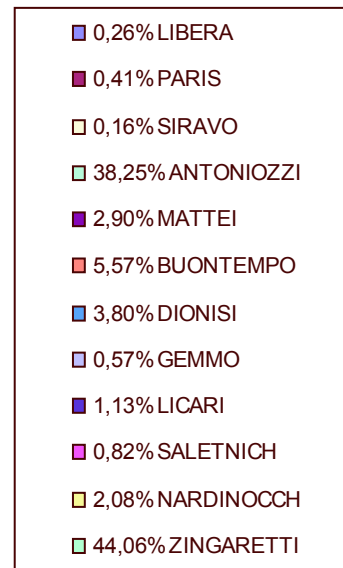 0,26% LIBERA
0,41% PARIS
0,16% SIRAVO
38,25% ANTONIOZZI
2,90% MATTEI
5,57% BUONTEMPO
3,80% DIONISI
0,57% GEMMO
1,13% LICARI
0,82% SALETNICH
2,08% NARDINOCCH
44,06% ZINGARETTI